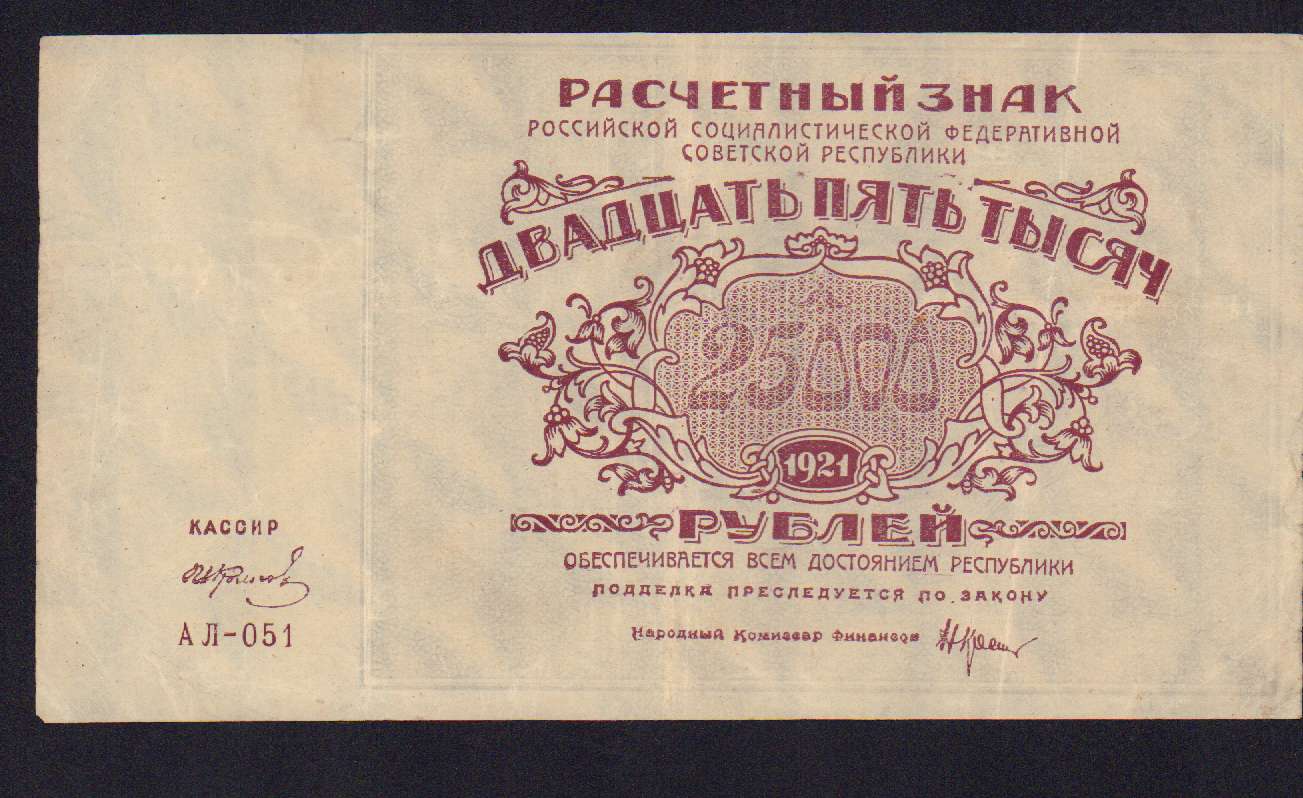 РАСЧЕТНЫЙ ЗНАК
РОССИЙСКОЙ СОЦИАЛИСТИЧЕСКОЙ ФЕДЕРАТИВНОЙ
СОВЕТСКОЙ РЕСПУБЛИКИ
ДВАДЦАТЬ ПЯТЬ ТЫСЯЧ
25000
1921
РУБЛЕЙ
ОБЕСПЕЧИВАЕТСЯ ВСЕМ ДОСТОЯНИЕМ РЕСПУБЛИКИ
ПОДДЕЛКА ПРЕСЛЕДУЕТСЯ ПО ЗАКОНУ
Народный Комиссар Финансов
КАССИР
АЛ-051